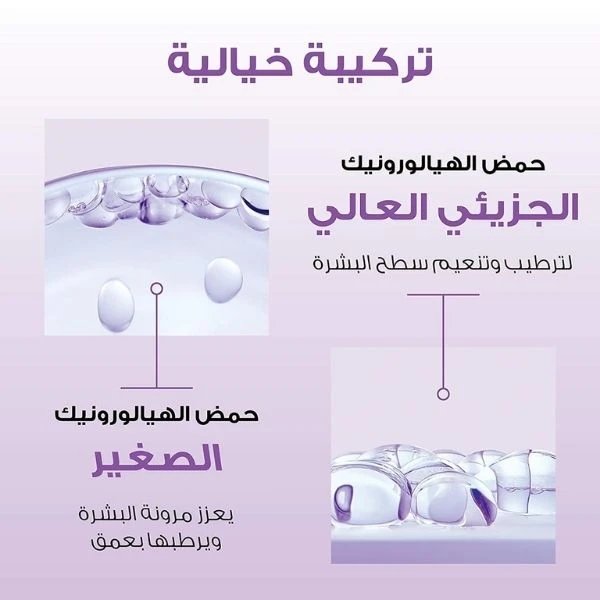 تركيبة خيالية
حمض الهيالورونيك
الجزيئي العالي
لترطيب وتنعيم سطح البشرة
حمض الهيالورونيك
الصغير
يعزز مرونة البشرة
ويرطبها بعمق